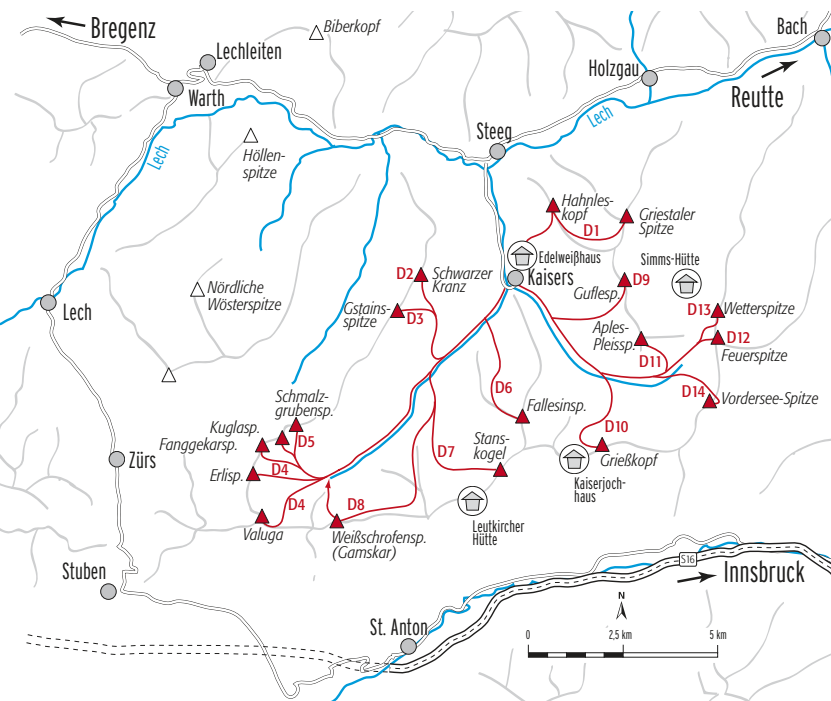 Bregenz
Lechleiten
Biberkopf
Bach
Holzgau
Warth
Reutte
Steeg
Lech
Lech
Höllen-
spitze
Hahnles-
kopf
D1
Griestaler
Spitze
Edelweißhaus
Simms-Hütte
Kaisers
D2
Schwarzer
Kranz
D9
Guflesp.
Nördliche
Wösterspitze
Lech
Gstains-
spitze
D3
D13
Wetterspitze
Aples-
Pleissp.
D12
Feuerspitze
D11
D6
D14
Vordersee-Spitze
Schmalz-
grubensp.
Fallesinsp.
Kuglasp.
Fanggekarsp.
D5
D10
D7
Stans-
kogel
Grießkopf
Zürs
Erlisp.
D4
Kaiserjoch-
haus
D4
D8
Valuga
Weißschrofensp.
(Gamskar)
Leutkircher
Hütte
S16
Innsbruck
Stuben
N
St. Anton
0
2,5 km
5 km